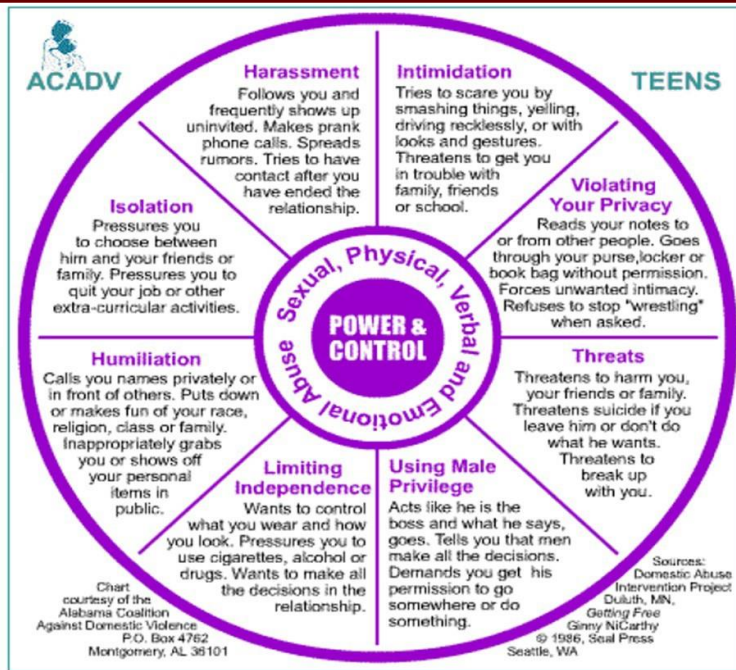 ACADV
TEENS
Harassment
Follows you and
frequently shows up
uninvited. Makes prank
phone calls. Spreads
rumors. Tries to have
contact after you
have ended the
relationship.
Intimidation
Tries to scare you by
smashing things, yelling,
driving recklessly, or with
looks and gestures.
Threatens to get you
in trouble with
family, friends
or school.
Violating
Your Privacy
Reads your notes to
or from other people. Goes
through your purse,locker or
book bag without permission.
Forces unwanted intimacy.
Refuses to stop "wrestling"
when asked.
Threats
Threatens to harm you,
your friends or family.
Threatens suicide if you
leave him or don't do
what he wants.
Threatens to
break up
with you.
Using Male
Privilege
Acts like he is the
boss and what he says,
goes. Tells you that men
make all the decisions.
Demands you get his
permission to go
somewhere or do
something.
Limiting
Independence
Wants to control
what you wear and how
you look. Pressures you to
use cigarettes, alcohol or
drugs. Wants to make all
the decisions in the
relationship.
Humiliation
Calls you names privately or
in front of others. Puts down
or makes fun of your race,
religion, class or family.
Inappropriately grabs
you or shows off
your personal
items in
public.
Isolation
Pressures you
to choose between
him and your friends or
family. Pressures you to
quit your job or other
extra-curricular activities.
Sexual, Physical, Verbal and Emotional Abuse
POWER &
CONTROL
Chart
courtesy of the
Alabama Coalition
Against Domestic Violence
P.O. Box 4762
Montgomery, AL 36101
Sources:
Domestic Abuse
Intervention Project
Duluth, MN,
Getting Free
Ginny NiCarthy
© 1986, Seal Press
Seattle, WA